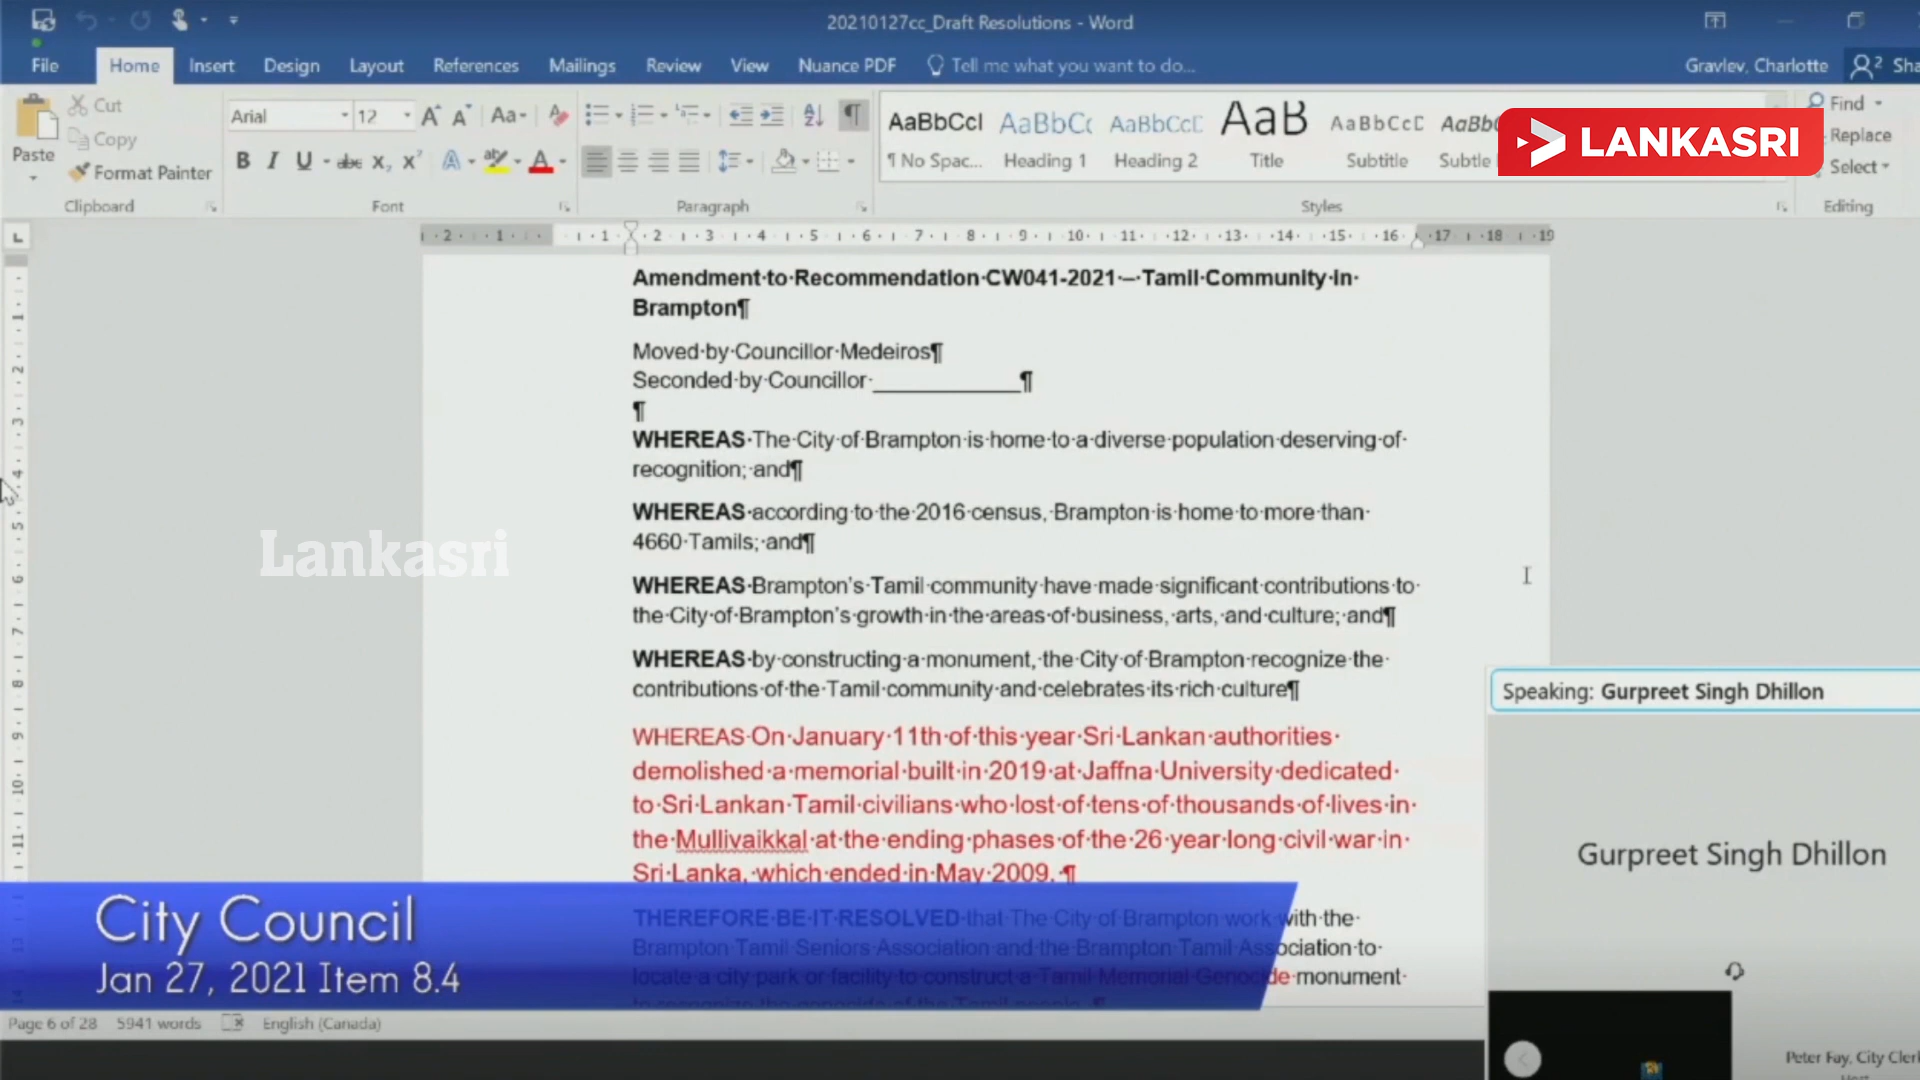 20210127cc_Draft Resolutions - Word
File Home Insert Design Layout References Mailings Review View Nuance PDF Tell me what you want to do... Gravlev, Charlotte Sha
Cut
Copy
Paste
Format Painter
Clipboard
Arial 12
Font
Paragraph
AaBbCcI AaBbCc AaBbCcD AaB AaBbCcD AaBb
¶ No Spac... Heading 1 Heading 2 Title Subtitle Subtle
Styles
Find
Replace
Select
Editing
LANKASRI
Amendment to Recommendation CW041-2021 – Tamil Community in
Brampton¶
Moved by Councillor Medeiros¶
Seconded by Councillor ____________¶
¶
WHEREAS The City of Brampton is home to a diverse population deserving of
recognition; and¶
WHEREAS according to the 2016 census, Brampton is home to more than
4660 Tamils; and¶
WHEREAS Brampton's Tamil community have made significant contributions to
the City of Brampton's growth in the areas of business, arts, and culture; and¶
WHEREAS by constructing a monument, the City of Brampton recognize the
contributions of the Tamil community and celebrates its rich culture¶
WHEREAS On January 11th of this year Sri Lankan authorities
demolished a memorial built in 2019 at Jaffna University dedicated
to Sri Lankan Tamil civilians who lost of tens of thousands of lives in
the Mullivaikkal at the ending phases of the 26 year long civil war in
Sri Lanka, which ended in May 2009. ¶
THEREFORE BE IT RESOLVED that The City of Brampton work with the
Brampton Tamil Seniors Association and the Brampton Tamil Association to
locate a city park or facility to construct a Tamil Memorial Genocide monument
to recognize the genocide of the Tamil people. ¶
Lankasri
Speaking: Gurpreet Singh Dhillon
Gurpreet Singh Dhillon
Peter Fay, City Clerk
City Council
Jan 27, 2021 Item 8.4
Page 6 of 28 5941 words English (Canada)